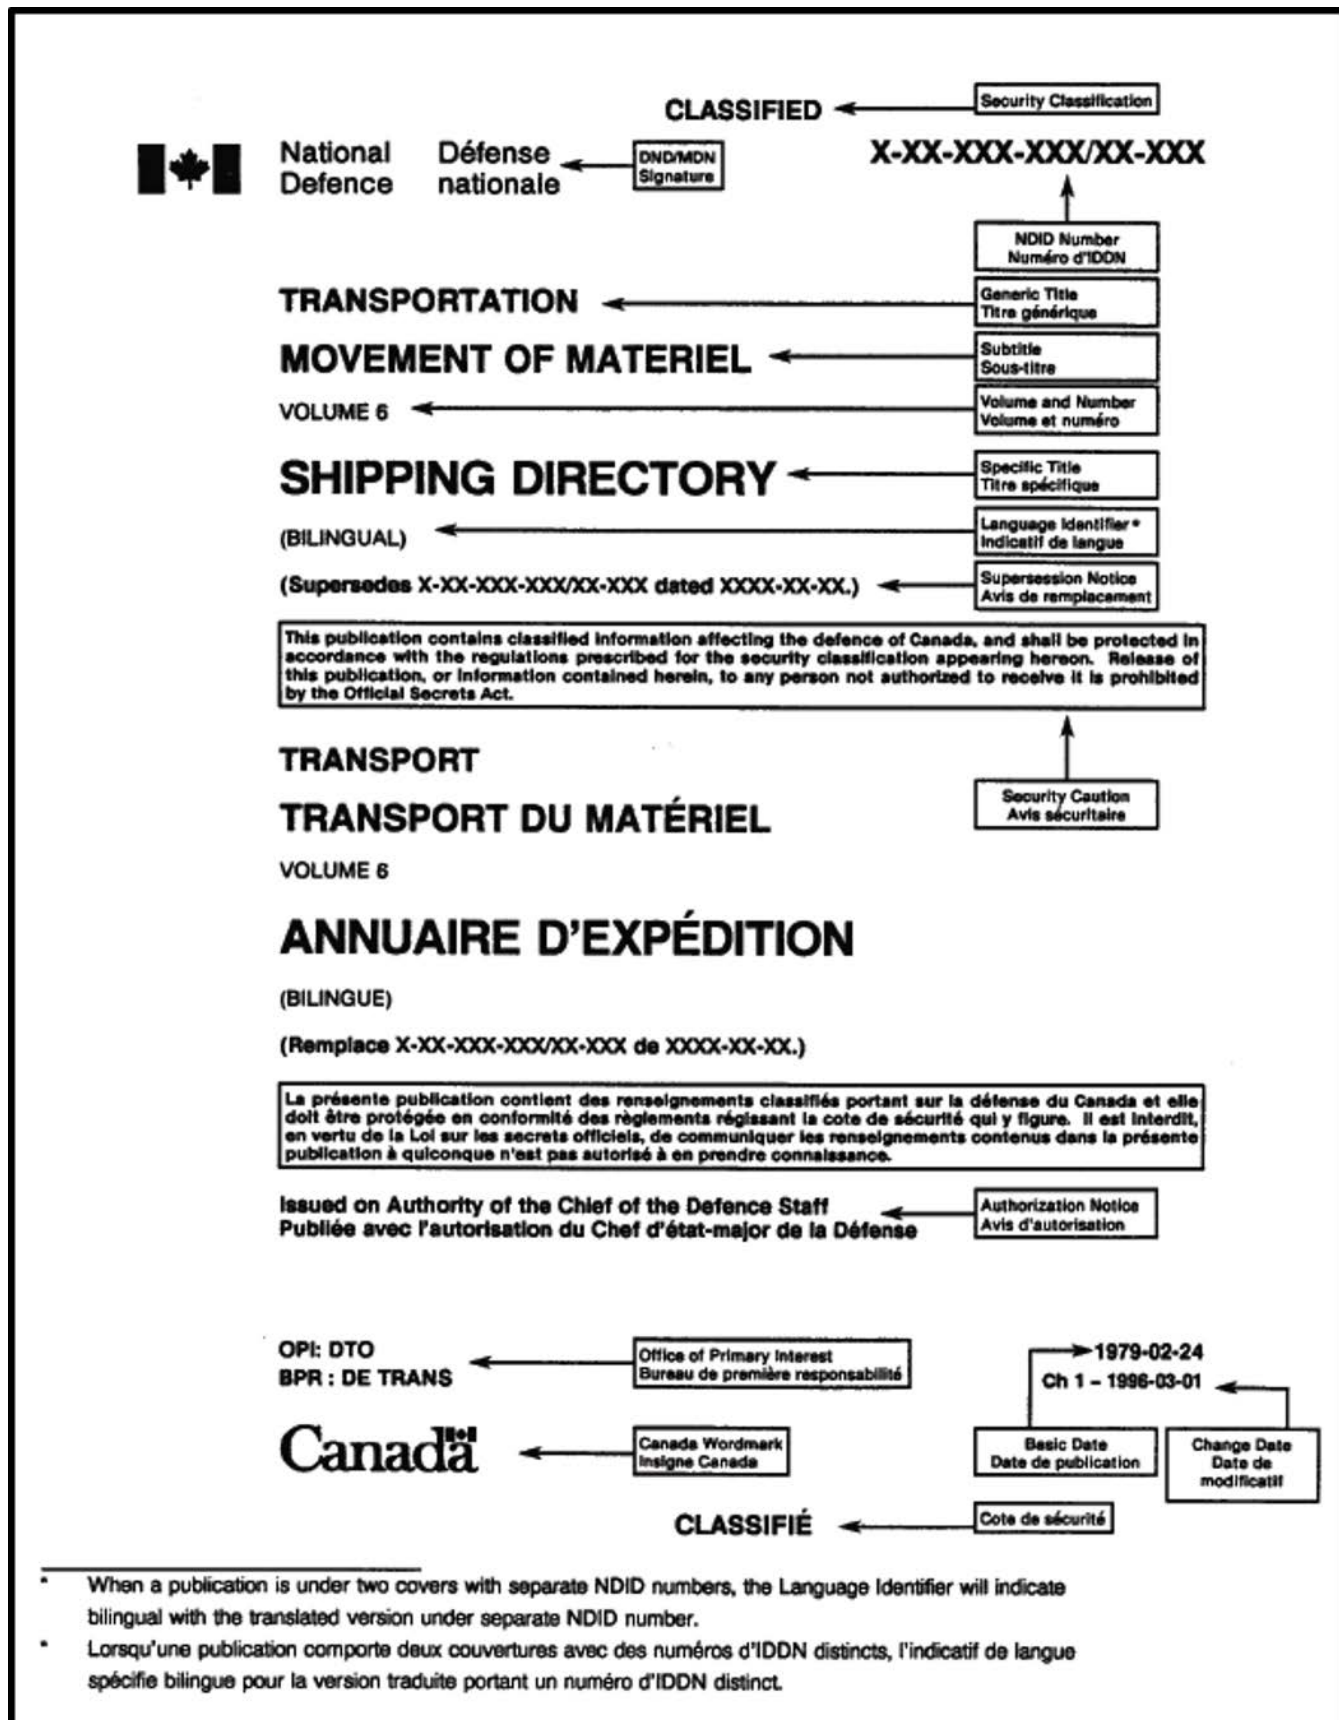 CLASSIFIED
Security Classification
National Défense
Defence nationale
DND/MDN
Signature
X-XX-XXX-XXX/XX-XXX
NDID Number
Numéro d'IDDN
TRANSPORTATION
Generic Title
Titre générique
MOVEMENT OF MATERIEL
Subtitle
Sous-titre
VOLUME 6
Volume and Number
Volume et numéro
SHIPPING DIRECTORY
Specific Title
Titre spécifique
(BILINGUAL)
Language Identifier*
Indicatif de langue
(Supersedes X-XX-XXX-XXX/XX-XXX dated XXXX-XX-XX.)
Supersession Notice
Avis de remplacement
This publication contains classified information affecting the defence of Canada, and shall be protected in
accordance with the regulations prescribed for the security classification appearing hereon. Release of
this publication, or information contained herein, to any person not authorized to receive it is prohibited
by the Official Secrets Act.
TRANSPORT
Security Caution
Avis sécuritaire
TRANSPORT DU MATÉRIEL
VOLUME 6
ANNUAIRE D'EXPÉDITION
(BILINGUE)
(Remplace X-XX-XXX-XXX/XX-XXX de XXXX-XX-XX.)
La présente publication contient des renseignements classifiés portant sur la défense du Canada et elle
doit être protégée en conformité des règlements régissant la cote de sécurité qui y figure. Il est interdit,
en vertu de la Loi sur les secrets officiels, de communiquer les renseignements contenus dans la présente
publication à quiconque n'est pas autorisé à en prendre connaissance.
Issued on Authority of the Chief of the Defence Staff
Publiée avec l'autorisation du Chef d'état-major de la Défense
Authorization Notice
Avis d'autorisation
OPI: DTO
BPR : DE TRANS
Office of Primary Interest
Bureau de première responsabilité
1979-02-24
Ch 1 – 1996-03-01
Canada
Canada Wordmark
Insigne Canada
Basic Date
Date de publication
Change Date
Date de
modificatif
CLASSIFIÉ
Cote de sécurité
* When a publication is under two covers with separate NDID numbers, the Language Identifier will indicate
bilingual with the translated version under separate NDID number.
* Lorsqu'une publication comporte deux couvertures avec des numéros d'IDDN distincts, l'indicatif de langue
spécifie bilingue pour la version traduite portant un numéro d'IDDN distinct.